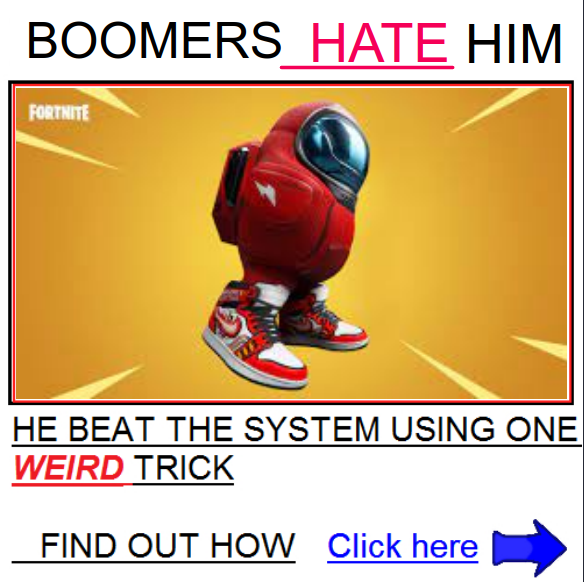 BOOMERS HATE HIM
FORTNITE
HE BEAT THE SYSTEM USING ONE
WEIRD TRICK
FIND OUT HOW Click here